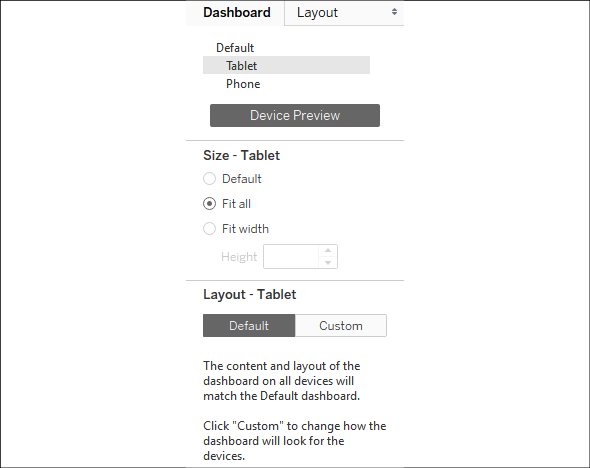 Dashboard Layout
Default
Tablet
Phone
Device Preview
Size - Tablet
Default
Fit all
Fit width
Height
Layout - Tablet
Default Custom
The content and layout of the
dashboard on all devices will
match the Default dashboard.
Click "Custom" to change how the
dashboard will look for the
devices.